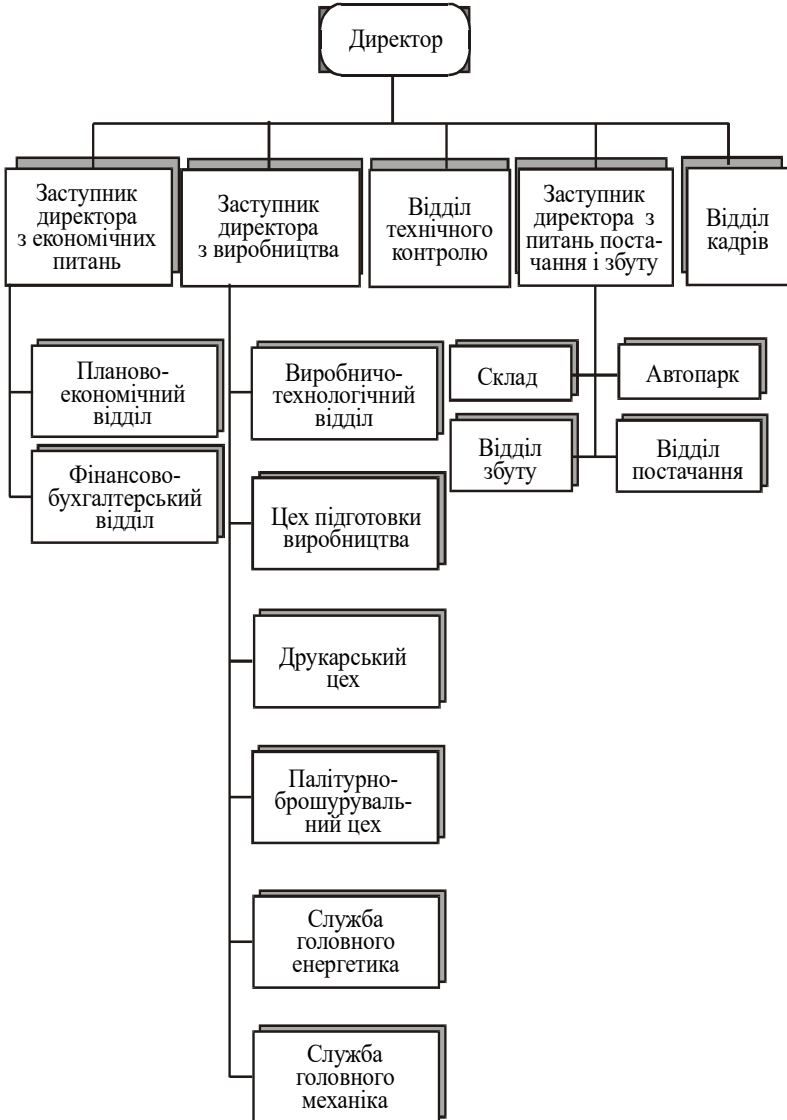 Директор
Заступник
директора
з економічних
питань
Заступник
директора
з виробництва
Відділ
технічного
контролю
Заступник
директора з
питань поста-
чання і збуту
Відділ
кадрів
Планово-
економічний
відділ
Фінансово-
бухгалтерський
відділ
Виробничо-
технологічний
відділ
Цех підготовки
виробництва
Друкарський
цех
Палітурно-
брошуруваль-
ний цех
Служба
головного
енергетика
Служба
головного
механіка
Склад
Автопарк
Відділ
збуту
Відділ
постачання